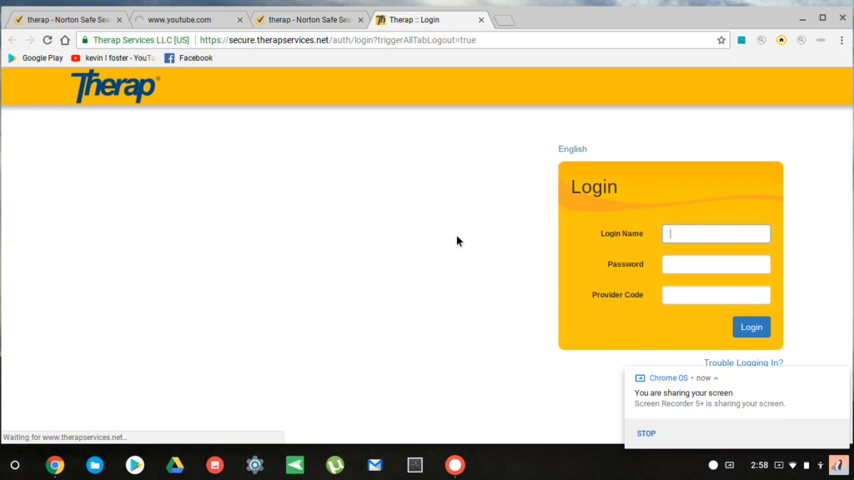 therap - Norton Safe Sea
www.youtube.com
therap - Norton Safe Sea
Therap :: Login
Therap Services LLC [US]
https://secure.therapservices.net/auth/login?triggerAllTabLogout=true
Google Play
kevin l foster - YouTu
Facebook
Therap®
English
Login
Login Name
Password
Provider Code
Login
Trouble Logging In?
Chrome OS • now
You are sharing your screen
Screen Recorder 5+ is sharing your screen.
STOP
Waiting for www.therapservices.net...
2:58